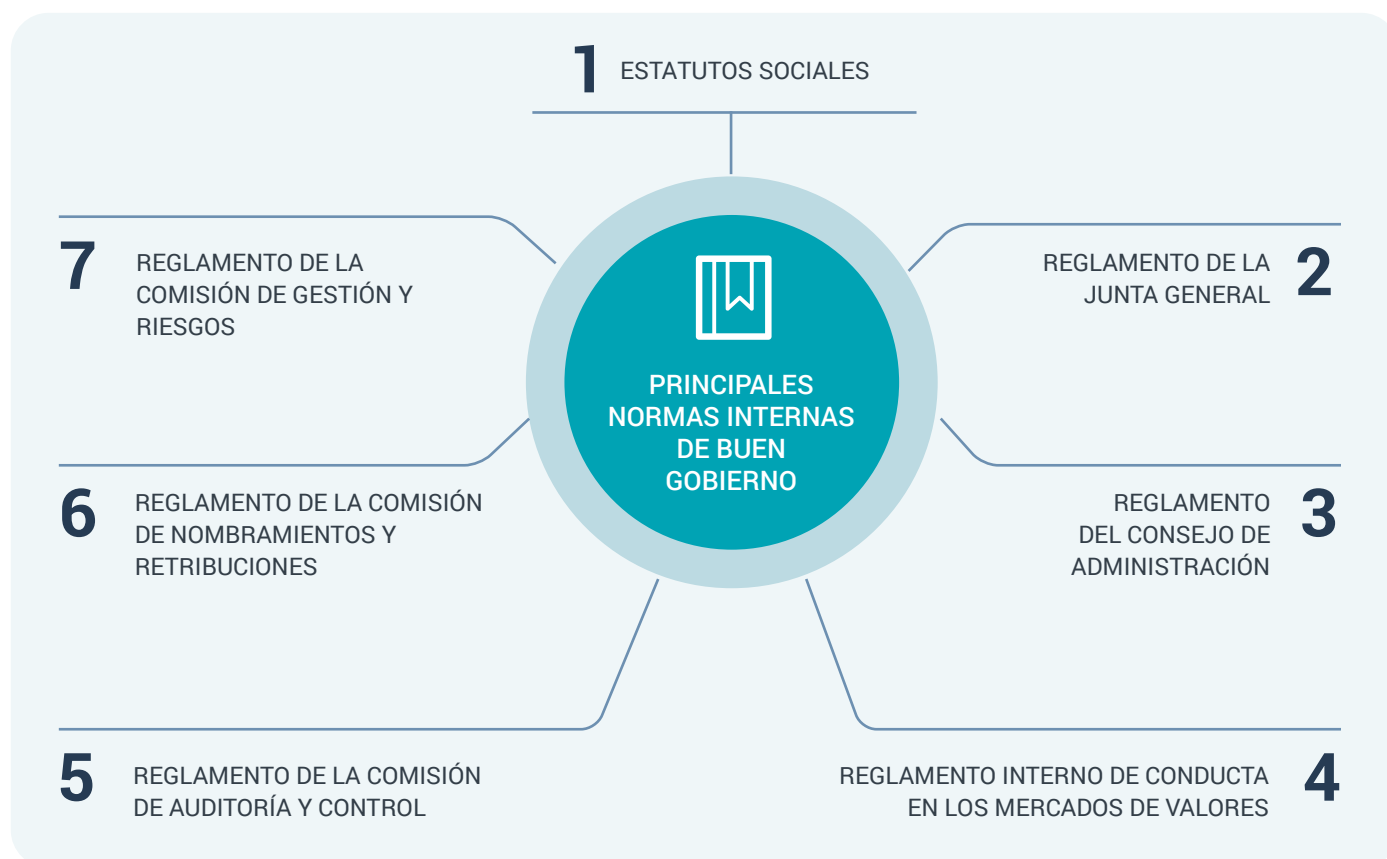 1 ESTATUTOS SOCIALES
7 REGLAMENTO DE LA
COMISIÓN DE GESTIÓN Y
RIESGOS
REGLAMENTO DE LA 2
JUNTA GENERAL
PRINCIPALES
NORMAS INTERNAS
DE BUEN
GOBIERNO
6 REGLAMENTO DE LA COMISIÓN
DE NOMBRAMIENTOS Y
RETRIBUCIONES
REGLAMENTO 3
DEL CONSEJO DE
ADMINISTRACIÓN
5 REGLAMENTO DE LA COMISIÓN
DE AUDITORÍA Y CONTROL
REGLAMENTO INTERNO DE CONDUCTA 4
EN LOS MERCADOS DE VALORES